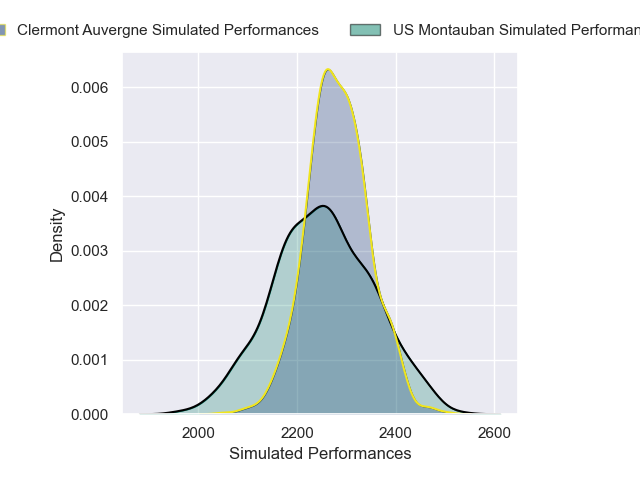 Clermont Auvergne Simulated Performances
US Montauban Simulated
0.006
0.005
0.004
0.003
0.002
0.001
0.000
Density
2000 2200 2400 2600
Simulated Performances